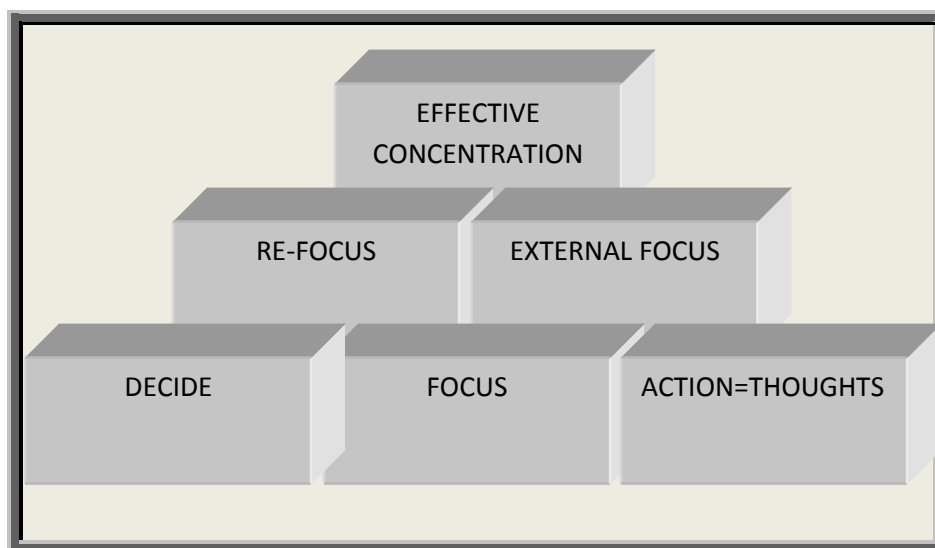 EFFECTIVE
CONCENTRATION
RE-FOCUS
EXTERNAL FOCUS
DECIDE
FOCUS
ACTION=THOUGHTS